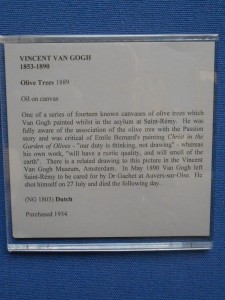 VINCENT VAN GOGH
1853-1890
Olive Trees 1889
Oil on canvas
One of a series of fourteen known canvases of olive trees which
Van Gogh painted whilst in the asylum at Saint-Rémy. He was
fully aware of the association of the olive tree with the Passion
story and was critical of Emile Bernard's painting Christ in the
Garden of Olives - "our duty is thinking, not dreaming" - whereas
his own work, "will have a rustic quality, and will smell of the
earth". There is a related drawing to this picture in the Vincent
Van Gogh Museum, Amsterdam. In May 1890 Van Gogh left
Saint-Rémy to be cared for by Dr Gachet at Auvers-sur-Oise. He
shot himself on 27 July and died the following day.
(NG 1803) Dutch
Purchased 1934